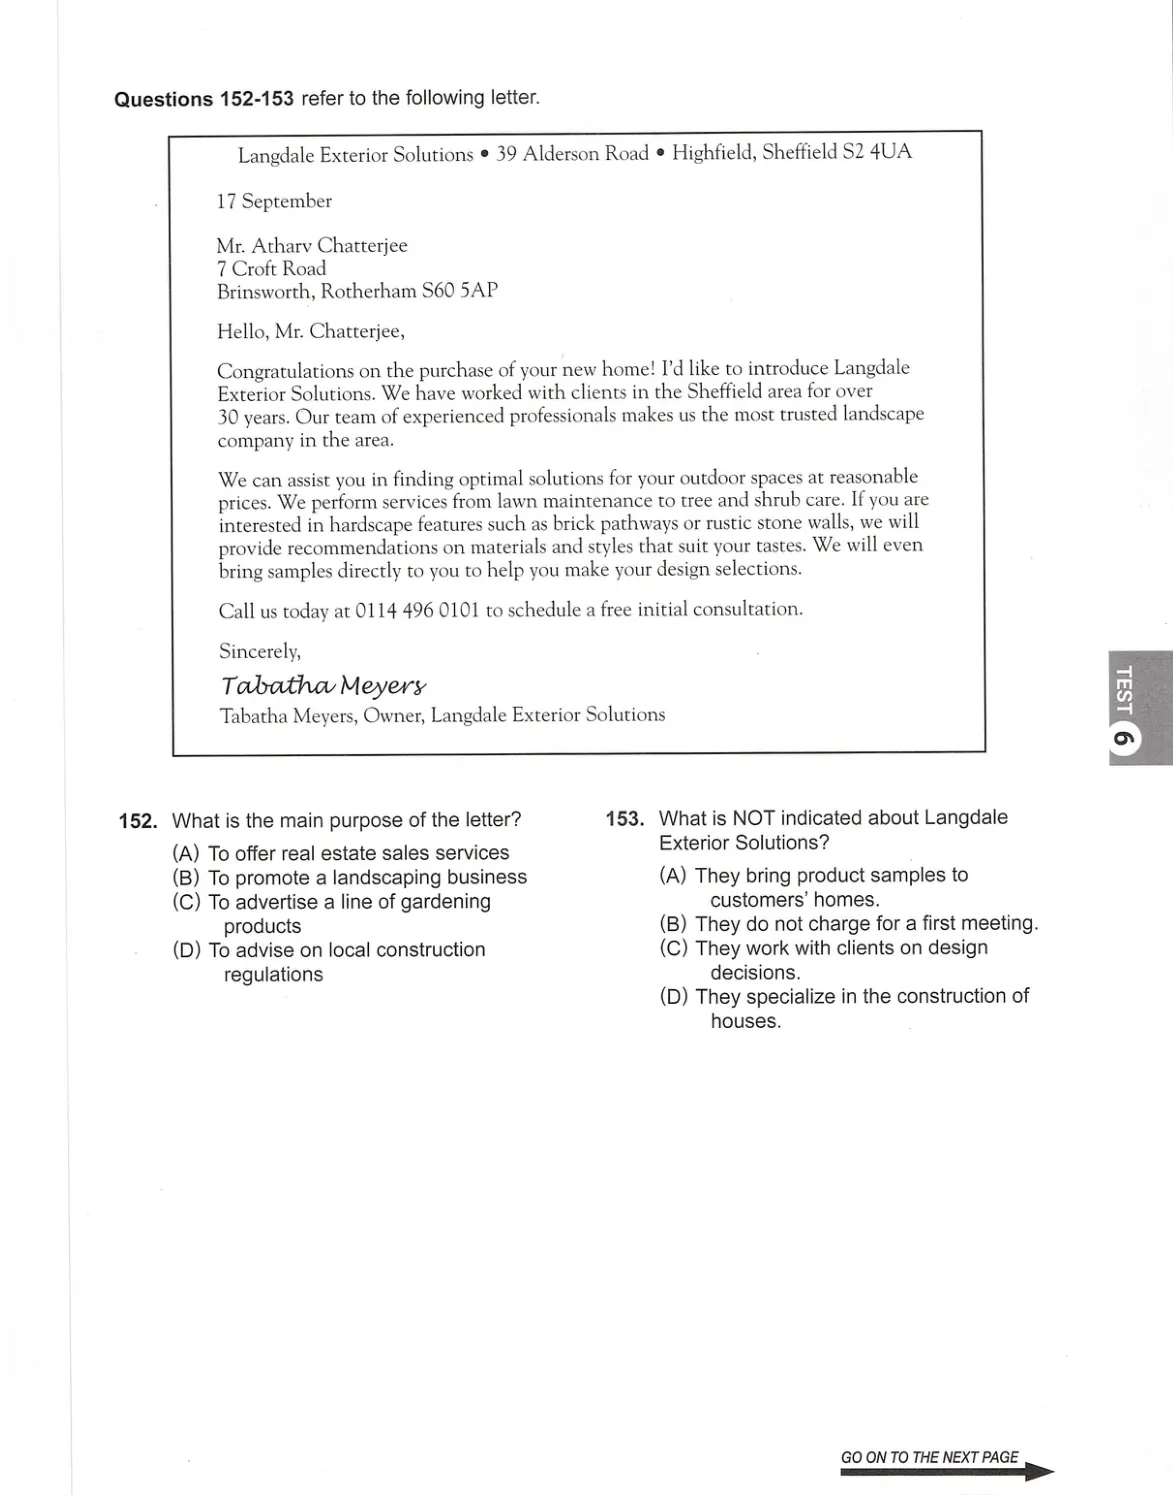 Questions 152-153 refer to the following letter.
Langdale Exterior Solutions • 39 Alderson Road • Highfield, Sheffield S2 4UA
17 September
Mr. Atharv Chatterjee
7 Croft Road
Brinsworth, Rotherham S60 5AP
Hello, Mr. Chatterjee,
Congratulations on the purchase of your new home! I'd like to introduce Langdale
Exterior Solutions. We have worked with clients in the Sheffield area for over
30 years. Our team of experienced professionals makes us the most trusted landscape
company in the area.
We can assist you in finding optimal solutions for your outdoor spaces at reasonable
prices. We perform services from lawn maintenance to tree and shrub care. If you are
interested in hardscape features such as brick pathways or rustic stone walls, we will
provide recommendations on materials and styles that suit your tastes. We will even
bring samples directly to you to help you make your design selections.
Call us today at 0114 496 0101 to schedule a free initial consultation.
Sincerely,
Tabatha Meyers
Tabatha Meyers, Owner, Langdale Exterior Solutions
TEST 6
152. What is the main purpose of the letter?
(A) To offer real estate sales services
(B) To promote a landscaping business
(C) To advertise a line of gardening
products
(D) To advise on local construction
regulations
153. What is NOT indicated about Langdale
Exterior Solutions?
(A) They bring product samples to
customers' homes.
(B) They do not charge for a first meeting.
(C) They work with clients on design
decisions.
(D) They specialize in the construction of
houses.
GO ON TO THE NEXT PAGE